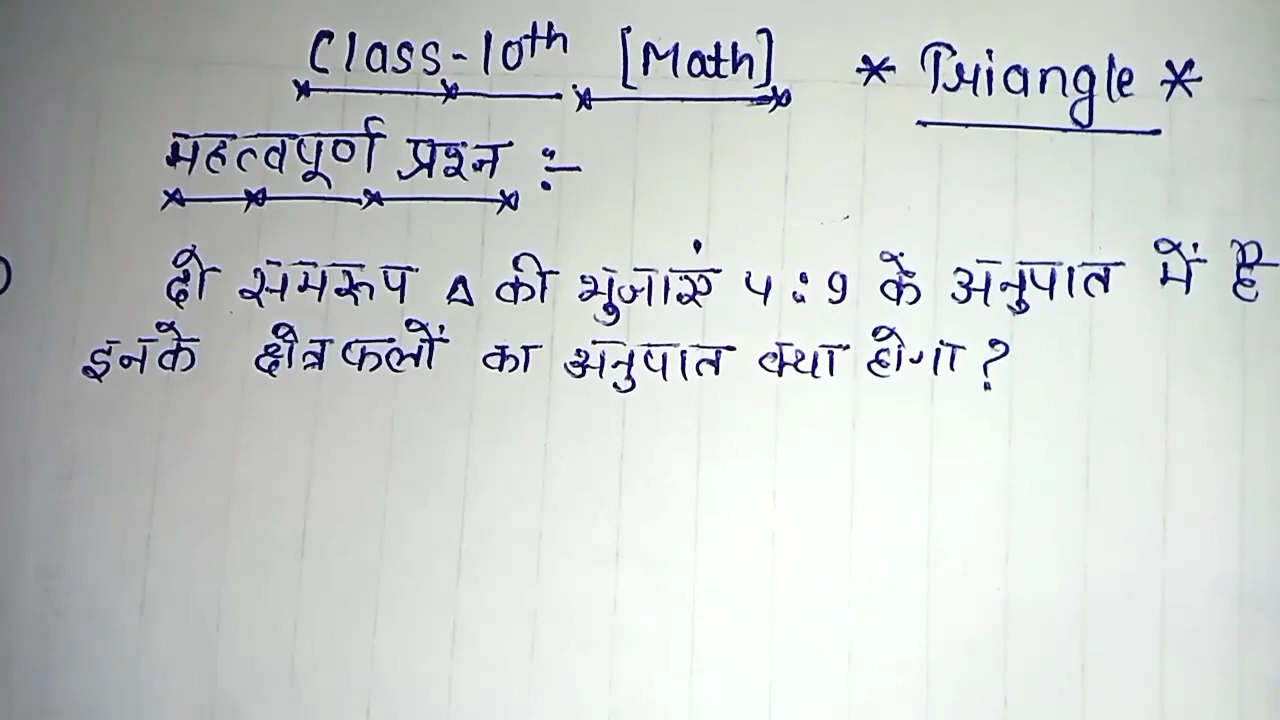 Class-10th [Math] * Triangle *
महत्वपूर्ण प्रश्न :-
दो समरूप Δ की भुजाएं 4:9 के अनुपात में है
इनके क्षेत्रफलों का अनुपात क्या होगा ?